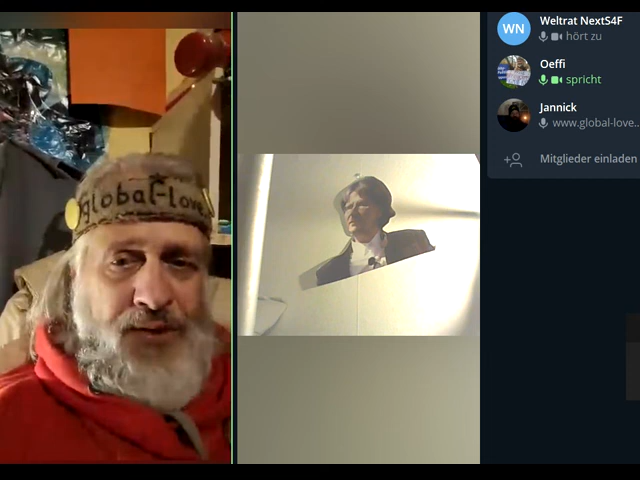 global-love
WN
Weltrat NextS4F
hört zu
Oeffi
spricht
Jannick
www.global-love...
Mitglieder einladen